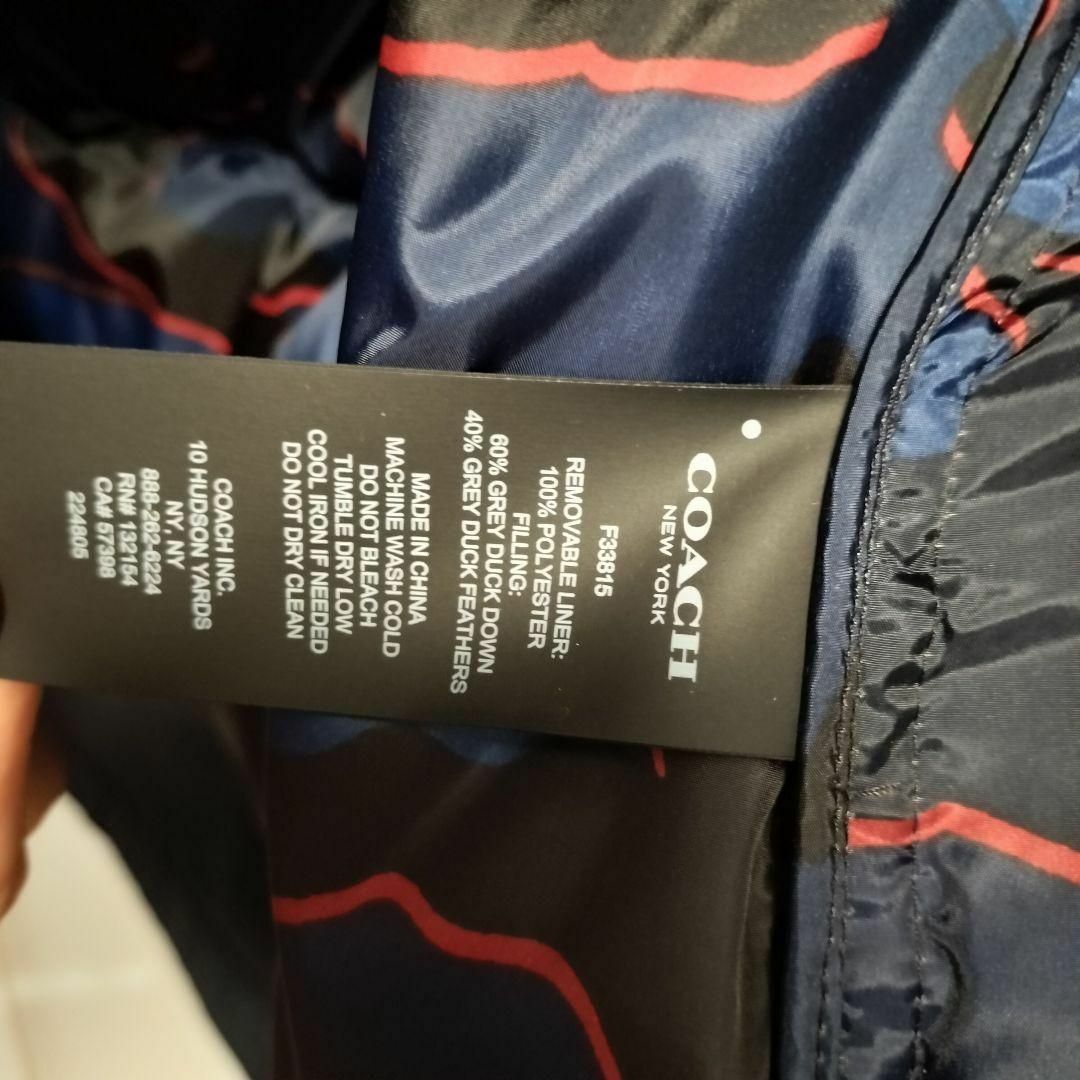 COACH
NEW YORK
F33815
REMOVABLE LINER:
100% POLYESTER
FILLING:
60% GREY DUCK DOWN
40% GREY DUCK FEATHERS
MADE IN CHINA
MACHINE WASH COLD
DO NOT BLEACH
TUMBLE DRY LOW
COOL IRON IF NEEDED
DO NOT DRY CLEAN
COACH INC.
10 HUDSON YARDS
NY, NY
888-262-6224
RN# 132154
CA# 57398
224605